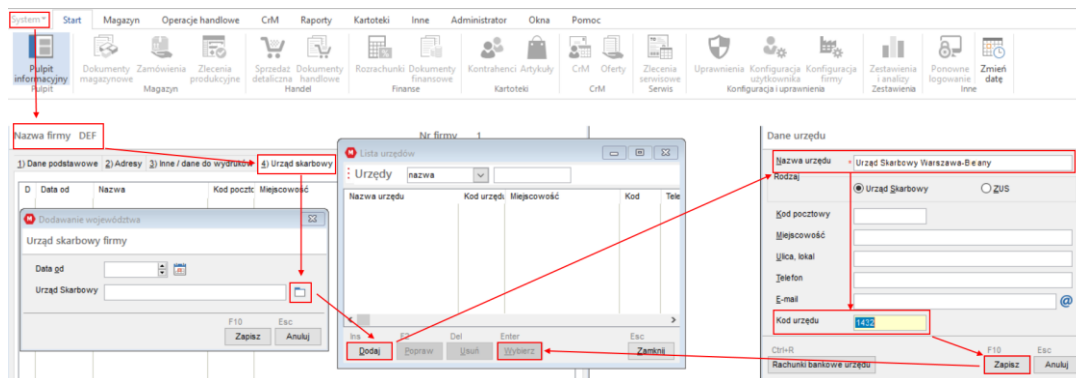 System Start Magazyn Operacje handlowe CrM Raporty Kartoteki Inne Administrator Okna Pomoc
Pulpit informacyjny Dokumenty magazynowe Zamówienia Zlecenia produkcyjne Sprzedaż detaliczna Dokumenty handlowe Rozrachunki Dokumenty finansowe Kontrahenci Artykuły CrM Oferty Zlecenia serwisowe Uprawnienia Konfiguracja użytkownika Konfiguracja firmy Zestawienia i analizy Ponowne logowanie Zmień datę
Pulpit Magazyn Handel Finanse Kartoteki CrM Serwis Konfiguracja i uprawnienia Zestawienia Inne
Nazwa firmy DEF Nr firmy 1
1) Dane podstawowe 2) Adresy 3) Inne / dane do wydruków 4) Urząd skarbowy
D Data od Nazwa Kod poczto Miejscowość
Dodawanie województwa
Urząd skarbowy firmy
Data od
Urząd Skarbowy
F10 Esc
Zapisz Anuluj
Lista urzędów
Urzędy nazwa
Nazwa urzędu Kod urzędu Miejscowość Kod Tele
Ins F2 Del Enter Esc
Dodaj Popraw Usuń Wybierz Zamknij
Dane urzędu
Nazwa urzędu Urząd Skarbowy Warszawa-Bielany
Rodzaj
Urząd Skarbowy ZUS
Kod pocztowy
Miejscowość
Ulica, lokal
Telefon
E-mail @
Kod urzędu 1432
Ctrl+R F10 Esc
Rachunki bankowe urzędu Zapisz Anuluj